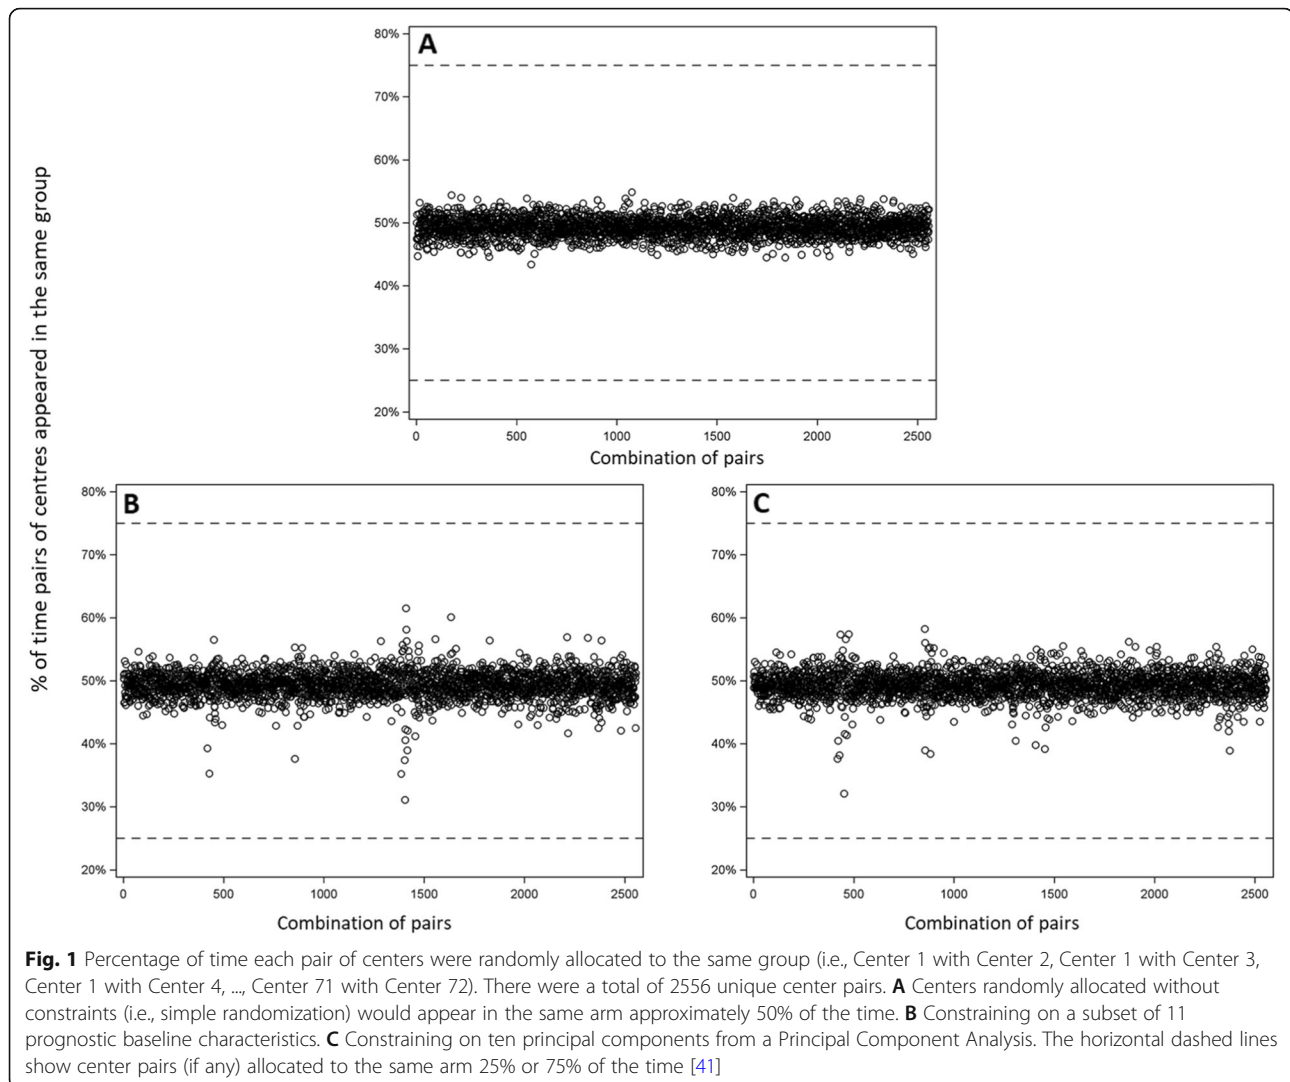 % of time pairs of centres appeared in the same group
A
80%
70%
60%
50%
40%
30%
20%
0 500 1000 1500 2000 2500
Combination of pairs
B
80%
70%
60%
50%
40%
30%
20%
0 500 1000 1500 2000 2500
Combination of pairs
C
80%
70%
60%
50%
40%
30%
20%
0 500 1000 1500 2000 2500
Combination of pairs
Fig. 1 Percentage of time each pair of centers were randomly allocated to the same group (i.e., Center 1 with Center 2, Center 1 with Center 3,
Center 1 with Center 4, ..., Center 71 with Center 72). There were a total of 2556 unique center pairs. A Centers randomly allocated without
constraints (i.e., simple randomization) would appear in the same arm approximately 50% of the time. B Constraining on a subset of 11
prognostic baseline characteristics. C Constraining on ten principal components from a Principal Component Analysis. The horizontal dashed lines
show center pairs (if any) allocated to the same arm 25% or 75% of the time [41]